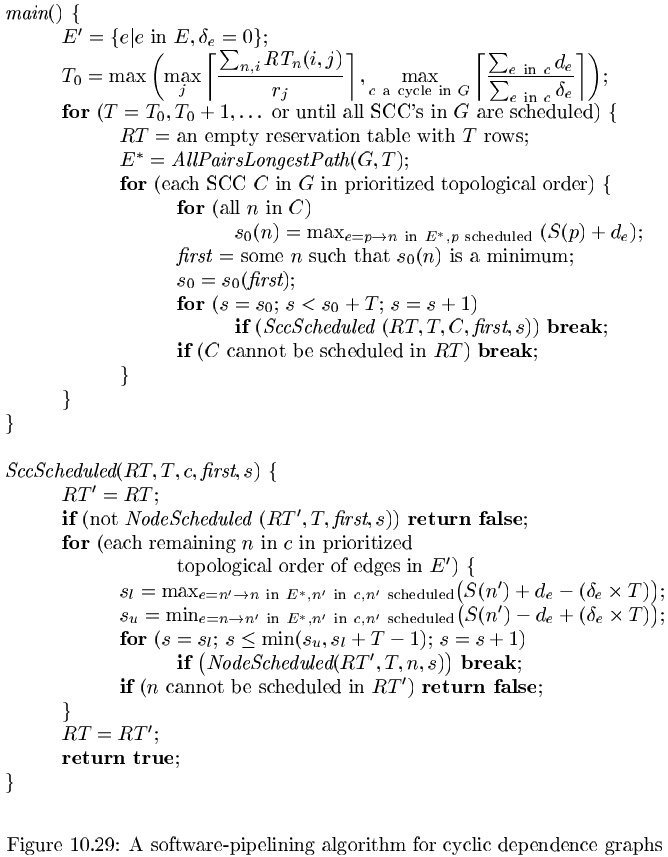 main() {
E′ = {e|e in E, δ_e = 0};
T_0 = max ( max_j ⌈ ∑_{n,i} RT_n(i, j) / r_j ⌉ , max_{c a cycle in G} ⌈ ∑_{e in c} d_e / ∑_{e in c} δ_e ⌉ );
for (T = T_0, T_0 + 1, … or until all SCC's in G are scheduled) {
RT = an empty reservation table with T rows;
E* = AllPairsLongestPath(G, T);
for (each SCC C in G in prioritized topological order) {
for (all n in C)
s_0(n) = max_{e=p→n in E*, p scheduled} (S(p) + d_e);
first = some n such that s_0(n) is a minimum;
s_0 = s_0(first);
for (s = s_0; s < s_0 + T; s = s + 1)
if (SccScheduled (RT, T, C, first, s)) break;
if (C cannot be scheduled in RT) break;
}
}
}
SccScheduled(RT, T, c, first, s) {
RT′ = RT;
if (not NodeScheduled (RT′, T, first, s)) return false;
for (each remaining n in c in prioritized
topological order of edges in E′) {
s_l = max_{e=n′→n in E*, n′ in c, n′ scheduled} (S(n′) + d_e − (δ_e × T));
s_u = min_{e=n→n′ in E*, n′ in c, n′ scheduled} (S(n′) − d_e + (δ_e × T));
for (s = s_l; s ≤ min(s_u, s_l + T − 1); s = s + 1)
if (NodeScheduled(RT′, T, n, s)) break;
if (n cannot be scheduled in RT′) return false;
}
RT = RT′;
return true;
}
Figure 10.29: A software-pipelining algorithm for cyclic dependence graphs